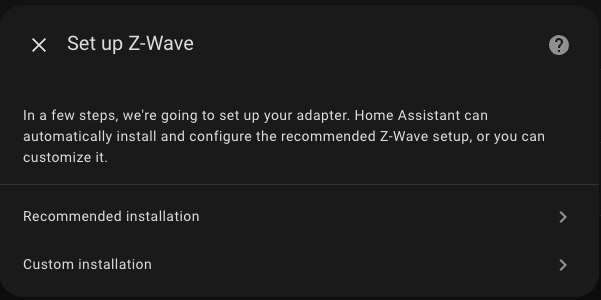 Set up Z-Wave
?
In a few steps, we're going to set up your adapter. Home Assistant can
automatically install and configure the recommended Z-Wave setup, or you can
customize it.
Recommended installation
Custom installation